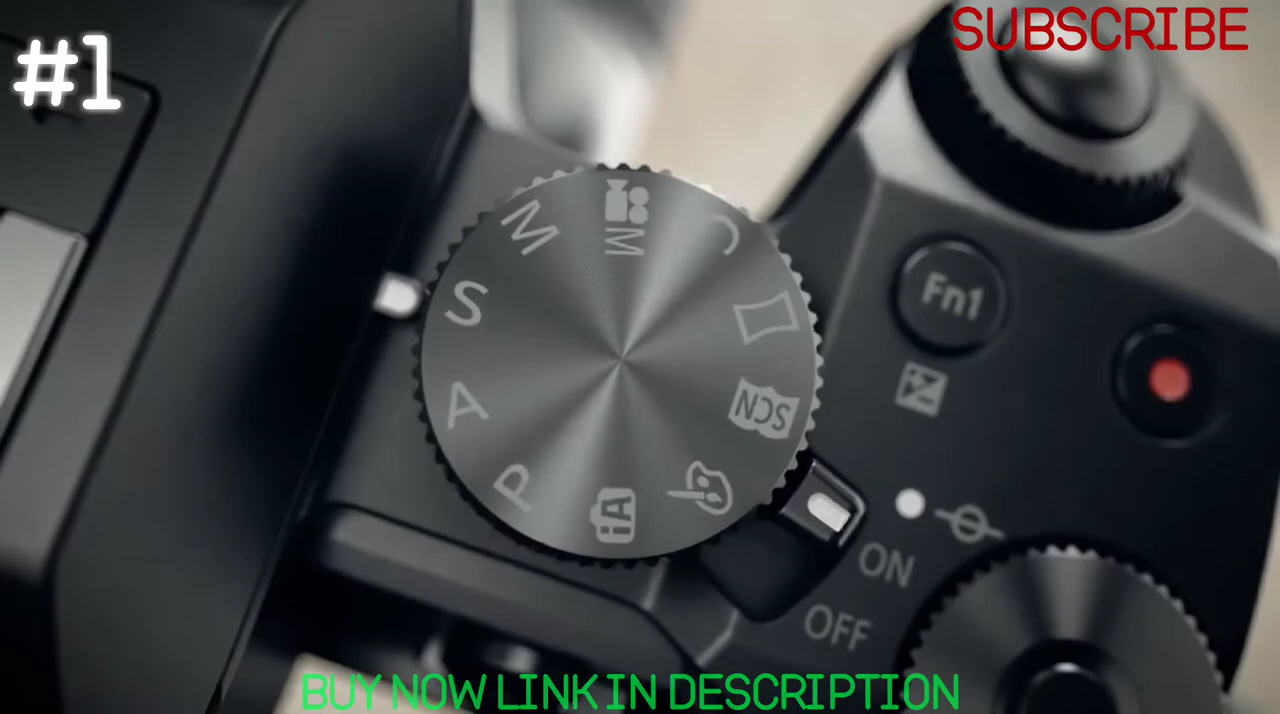 SUBSCRIBE
#1
M
M
C
S
Fn1
A
SCN
P
iA
ON
OFF
BUY NOW LINK IN DESCRIPTION